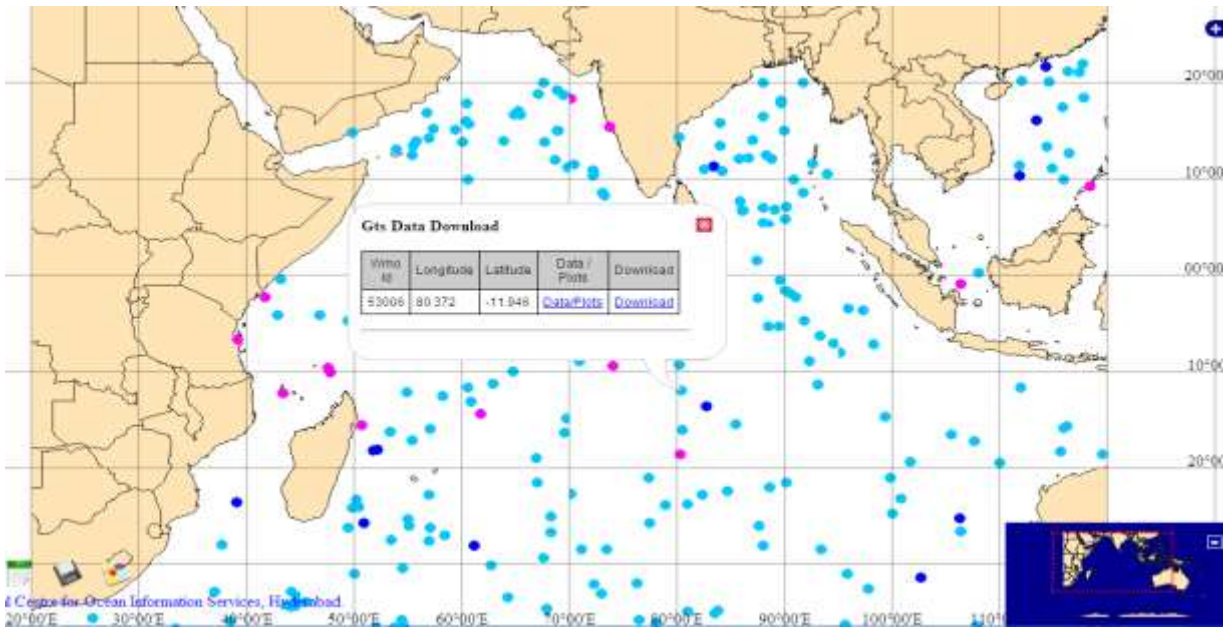 20°00
10°00
Gts Data Download
Wmo Id Longitude Latitude Data / Plots Download
53006 80.372 -11.946 Data/Plots Download
00°00
10°00
20°00
l Centre for Ocean Information Services, Hyderabad
20°00'E 30°00'E 40°00'E 50°00'E 60°00'E 70°00'E 80°00'E 90°00'E 100°00'E 110°